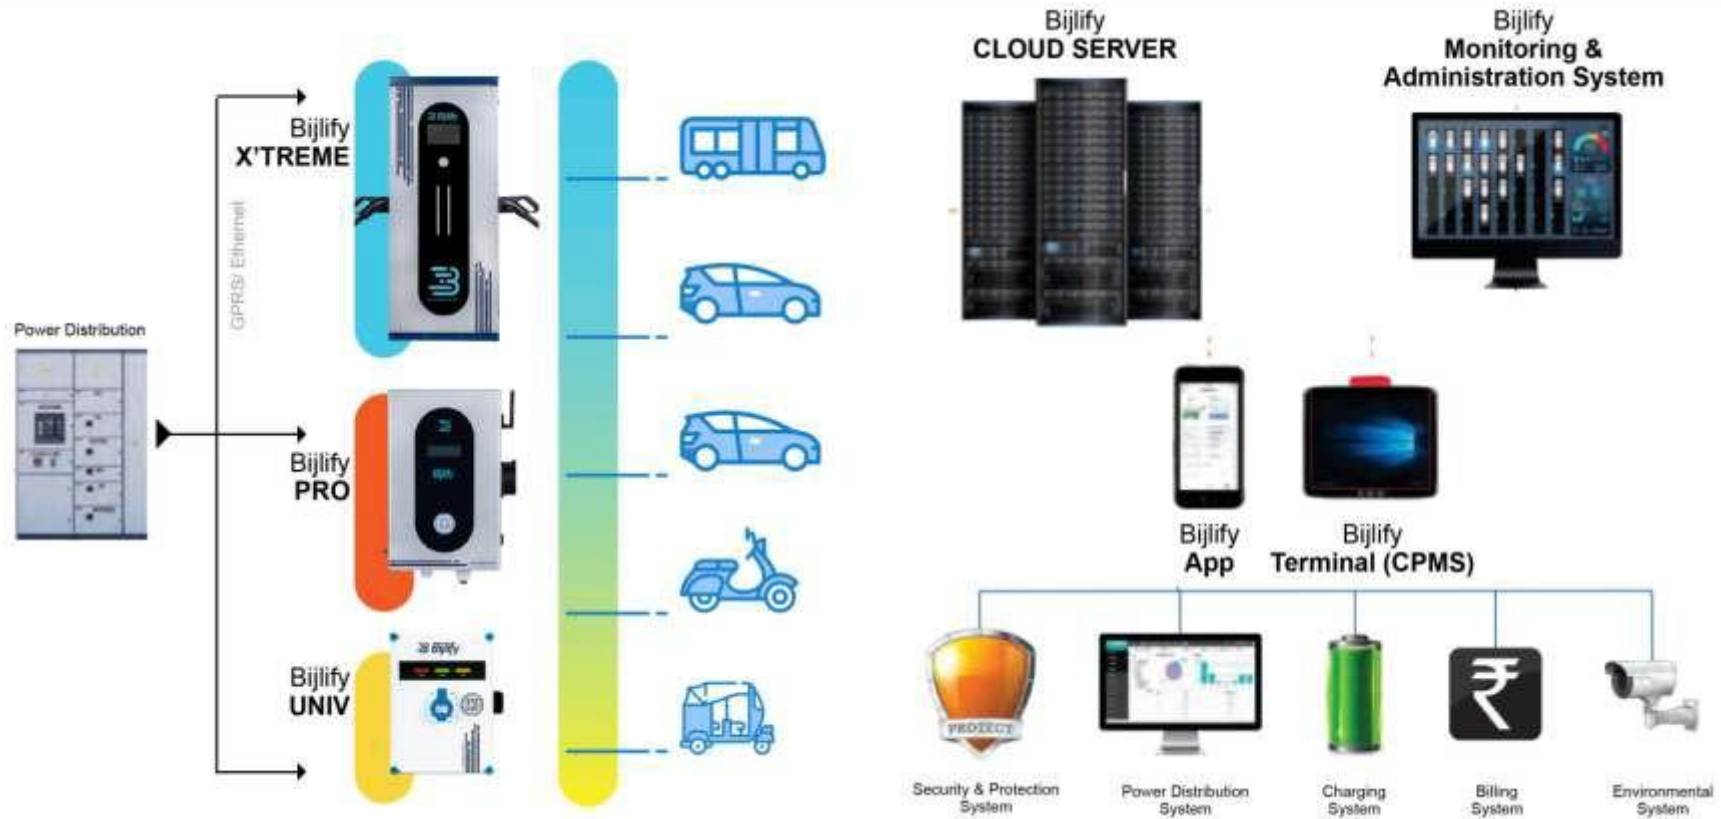 Bijlify
CLOUD SERVER
Bijlify
Monitoring &
Administration System
Bijlify
X'TREME
GPRS/ Ethernet
Power Distribution
Bijlify
PRO
Bijlify
UNIV
Bijlify
Bijlify
App
Bijlify
Terminal (CPMS)
PROTECT
Security & Protection
System
Power Distribution
System
Charging
System
Billing
System
Environmental
System